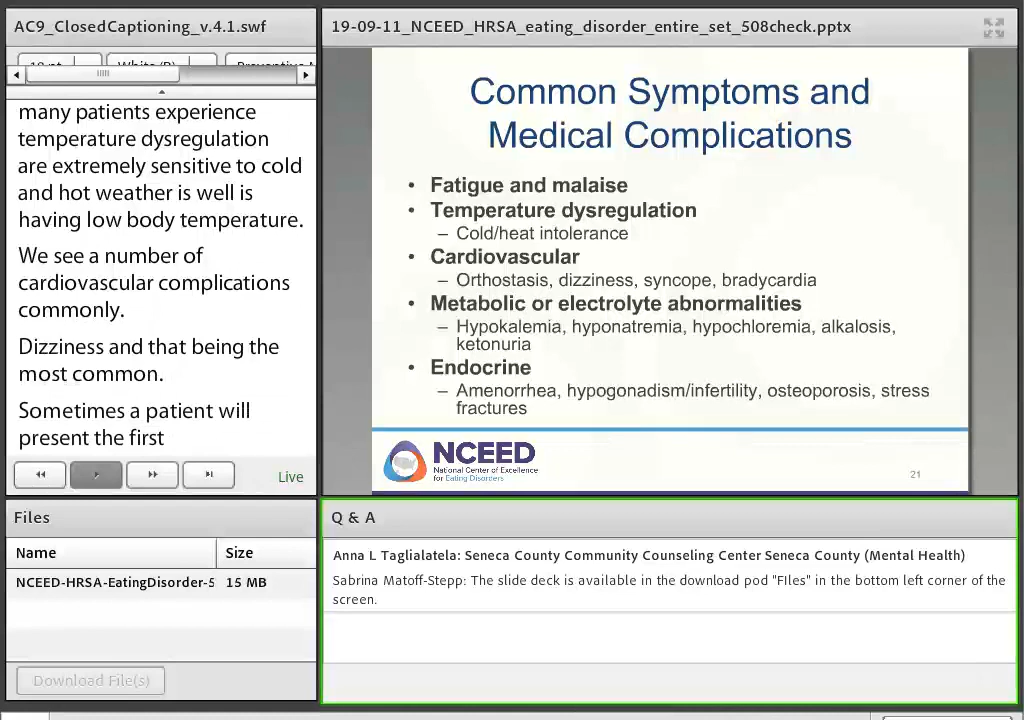 AC9_ClosedCaptioning_v.4.1.swf
many patients experience
temperature dysregulation
are extremely sensitive to cold
and hot weather is well is
having low body temperature.
We see a number of
cardiovascular complications
commonly.
Dizziness and that being the
most common.
Sometimes a patient will
present the first
Live
19-09-11_NCEED_HRSA_eating_disorder_entire_set_508check.pptx
Common Symptoms and
Medical Complications
• Fatigue and malaise
• Temperature dysregulation
– Cold/heat intolerance
• Cardiovascular
– Orthostasis, dizziness, syncope, bradycardia
• Metabolic or electrolyte abnormalities
– Hypokalemia, hyponatremia, hypochloremia, alkalosis,
ketonuria
• Endocrine
– Amenorrhea, hypogonadism/infertility, osteoporosis, stress
fractures
NCEED
National Center of Excellence
for Eating Disorders
21
Files
Name Size
NCEED-HRSA-EatingDisorder-5 15 MB
Download File(s)
Q & A
Anna L Taglialatela: Seneca County Community Counseling Center Seneca County (Mental Health)
Sabrina Matoff-Stepp: The slide deck is available in the download pod "FIles" in the bottom left corner of the
screen.